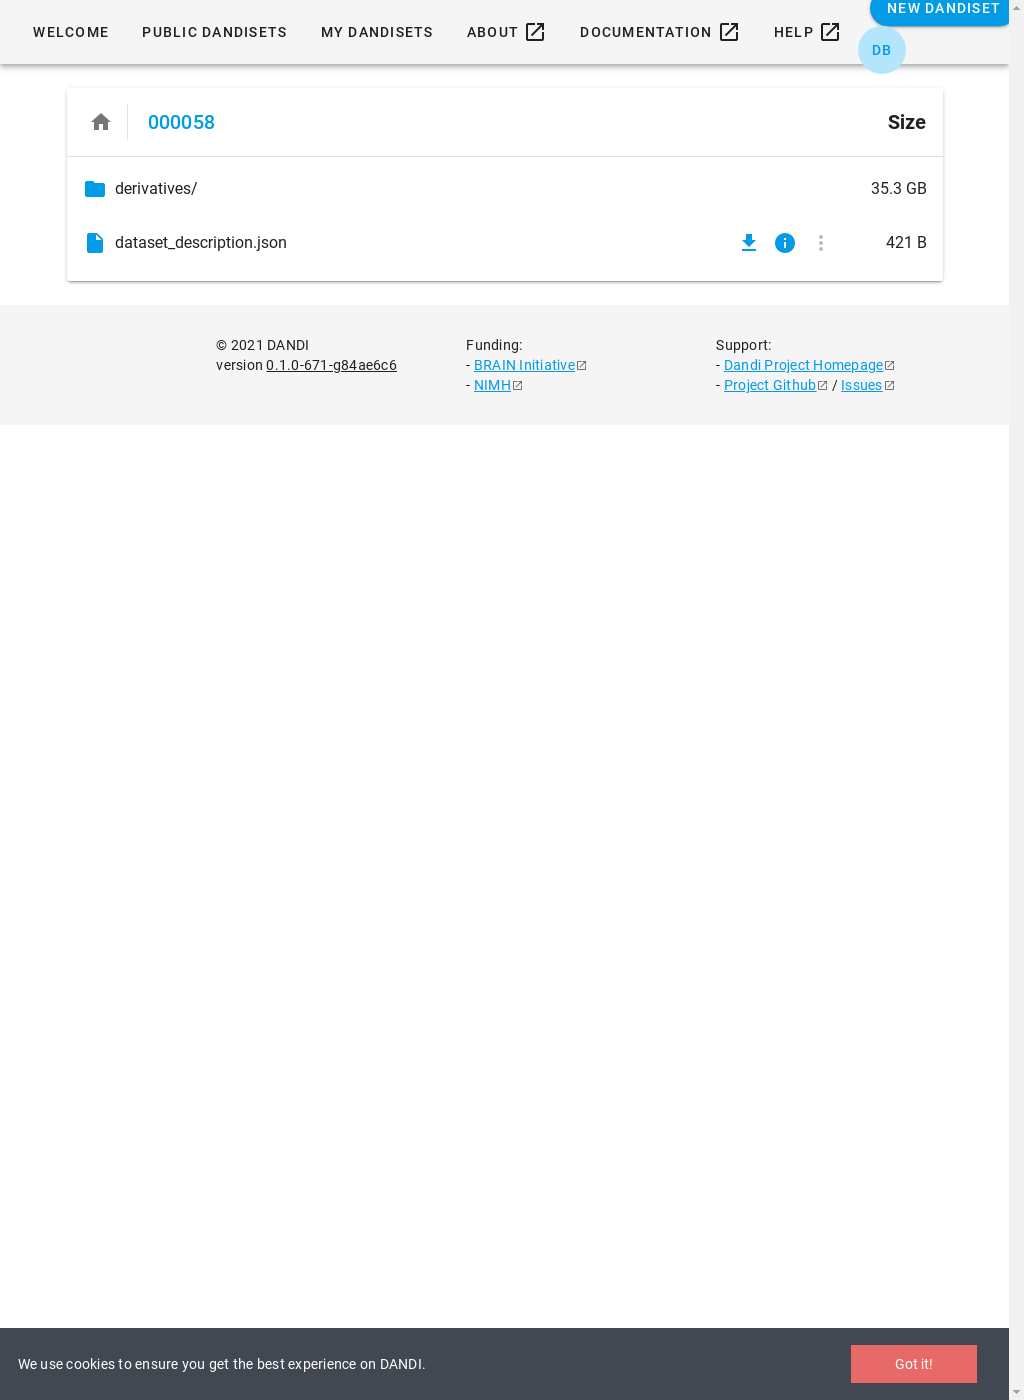 NEW DANDISET
WELCOME PUBLIC DANDISETS MY DANDISETS ABOUT DOCUMENTATION HELP
DB
000058 Size
derivatives/ 35.3 GB
dataset_description.json 421 B
© 2021 DANDI
version 0.1.0-671-g84ae6c6
Funding:
- BRAIN Initiative
- NIMH
Support:
- Dandi Project Homepage
- Project Github / Issues
We use cookies to ensure you get the best experience on DANDI.
Got it!